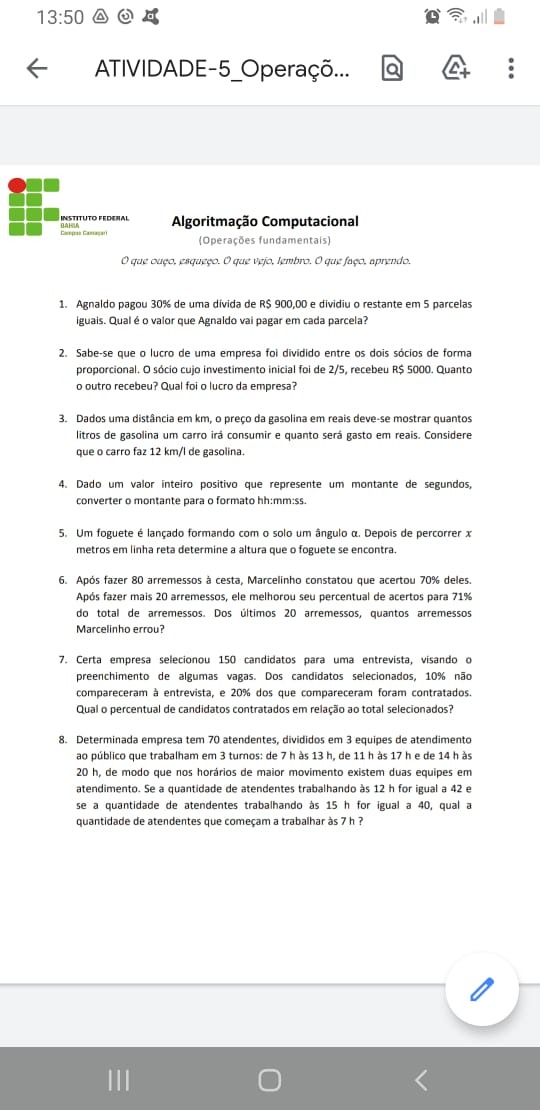 13:50
ATIVIDADE-5_Operaçõ...
INSTITUTO FEDERAL
BAHIA
Campus Camaçari
Algoritmação Computacional
(Operações fundamentais)
O que ouço, esqueço. O que vejo, lembro. O que faço, aprendo.
1. Agnaldo pagou 30% de uma dívida de R$ 900,00 e dividiu o restante em 5 parcelas
iguais. Qual é o valor que Agnaldo vai pagar em cada parcela?
2. Sabe-se que o lucro de uma empresa foi dividido entre os dois sócios de forma
proporcional. O sócio cujo investimento inicial foi de 2/5, recebeu R$ 5000. Quanto
o outro recebeu? Qual foi o lucro da empresa?
3. Dados uma distância em km, o preço da gasolina em reais deve-se mostrar quantos
litros de gasolina um carro irá consumir e quanto será gasto em reais. Considere
que o carro faz 12 km/l de gasolina.
4. Dado um valor inteiro positivo que represente um montante de segundos,
converter o montante para o formato hh:mm:ss.
5. Um foguete é lançado formando com o solo um ângulo α. Depois de percorrer x
metros em linha reta determine a altura que o foguete se encontra.
6. Após fazer 80 arremessos à cesta, Marcelinho constatou que acertou 70% deles.
Após fazer mais 20 arremessos, ele melhorou seu percentual de acertos para 71%
do total de arremessos. Dos últimos 20 arremessos, quantos arremessos
Marcelinho errou?
7. Certa empresa selecionou 150 candidatos para uma entrevista, visando o
preenchimento de algumas vagas. Dos candidatos selecionados, 10% não
compareceram à entrevista, e 20% dos que compareceram foram contratados.
Qual o percentual de candidatos contratados em relação ao total selecionados?
8. Determinada empresa tem 70 atendentes, divididos em 3 equipes de atendimento
ao público que trabalham em 3 turnos: de 7 h às 13 h, de 11 h às 17 h e de 14 h às
20 h, de modo que nos horários de maior movimento existem duas equipes em
atendimento. Se a quantidade de atendentes trabalhando às 12 h for igual a 42 e
se a quantidade de atendentes trabalhando às 15 h for igual a 40, qual a
quantidade de atendentes que começam a trabalhar às 7 h ?